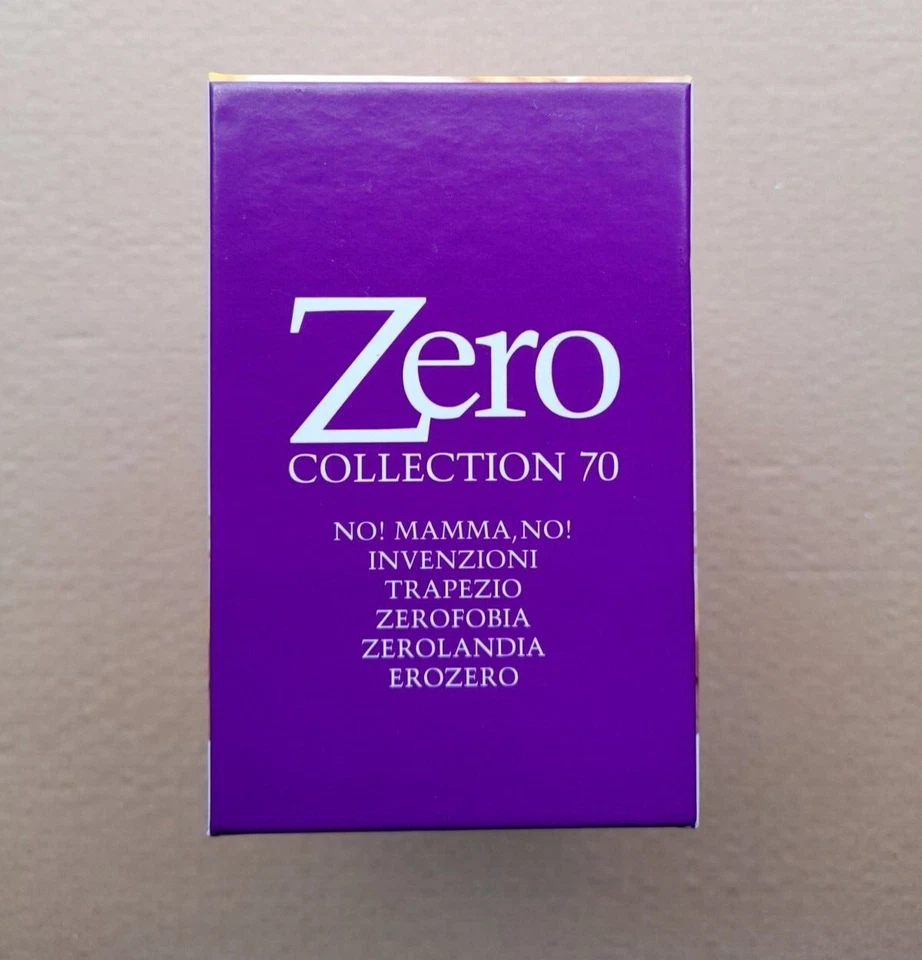 Zero
COLLECTION 70
NO! MAMMA, NO!
INVENZIONI
TRAPEZIO
ZEROFOBIA
ZEROLANDIA
EROZERO